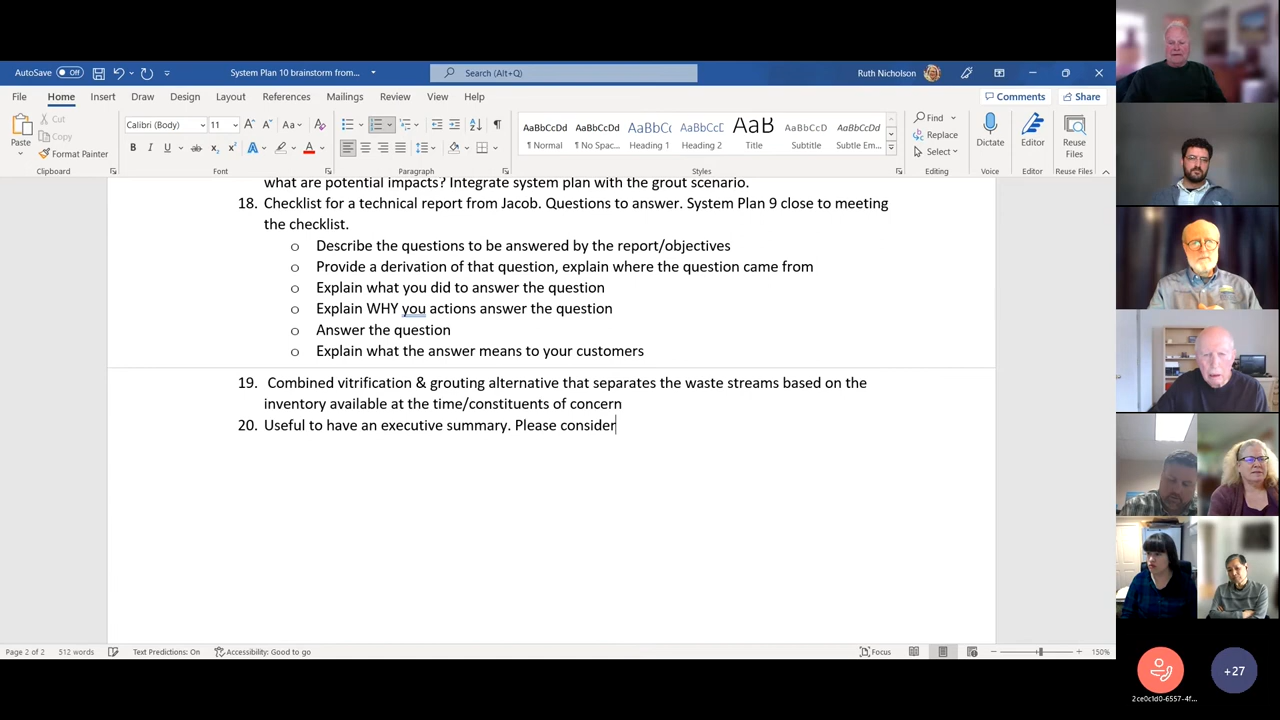 AutoSave Off System Plan 10 brainstorm from... Search (Alt+Q) Ruth Nicholson
File Home Insert Draw Design Layout References Mailings Review View Help Comments Share
Paste Cut Copy Format Painter
Calibri (Body) 11
AaBbCcDd AaBbCcDd AaBbCc AaBbCcD AaB AaBbCcD AaBbCcDd
¶ Normal ¶ No Spac... Heading 1 Heading 2 Title Subtitle Subtle Em...
Find Replace Select Dictate Editor Reuse Files
Clipboard Font Paragraph Styles Editing Voice Editor Reuse Files
what are potential impacts? Integrate system plan with the grout scenario.
18. Checklist for a technical report from Jacob. Questions to answer. System Plan 9 close to meeting
the checklist.
o Describe the questions to be answered by the report/objectives
o Provide a derivation of that question, explain where the question came from
o Explain what you did to answer the question
o Explain WHY you actions answer the question
o Answer the question
o Explain what the answer means to your customers
19. Combined vitrification & grouting alternative that separates the waste streams based on the
inventory available at the time/constituents of concern
20. Useful to have an executive summary. Please consider
Page 2 of 2 512 words Text Predictions: On Accessibility: Good to go Focus 150%
+27
2ce0c1d0-6557-4f...